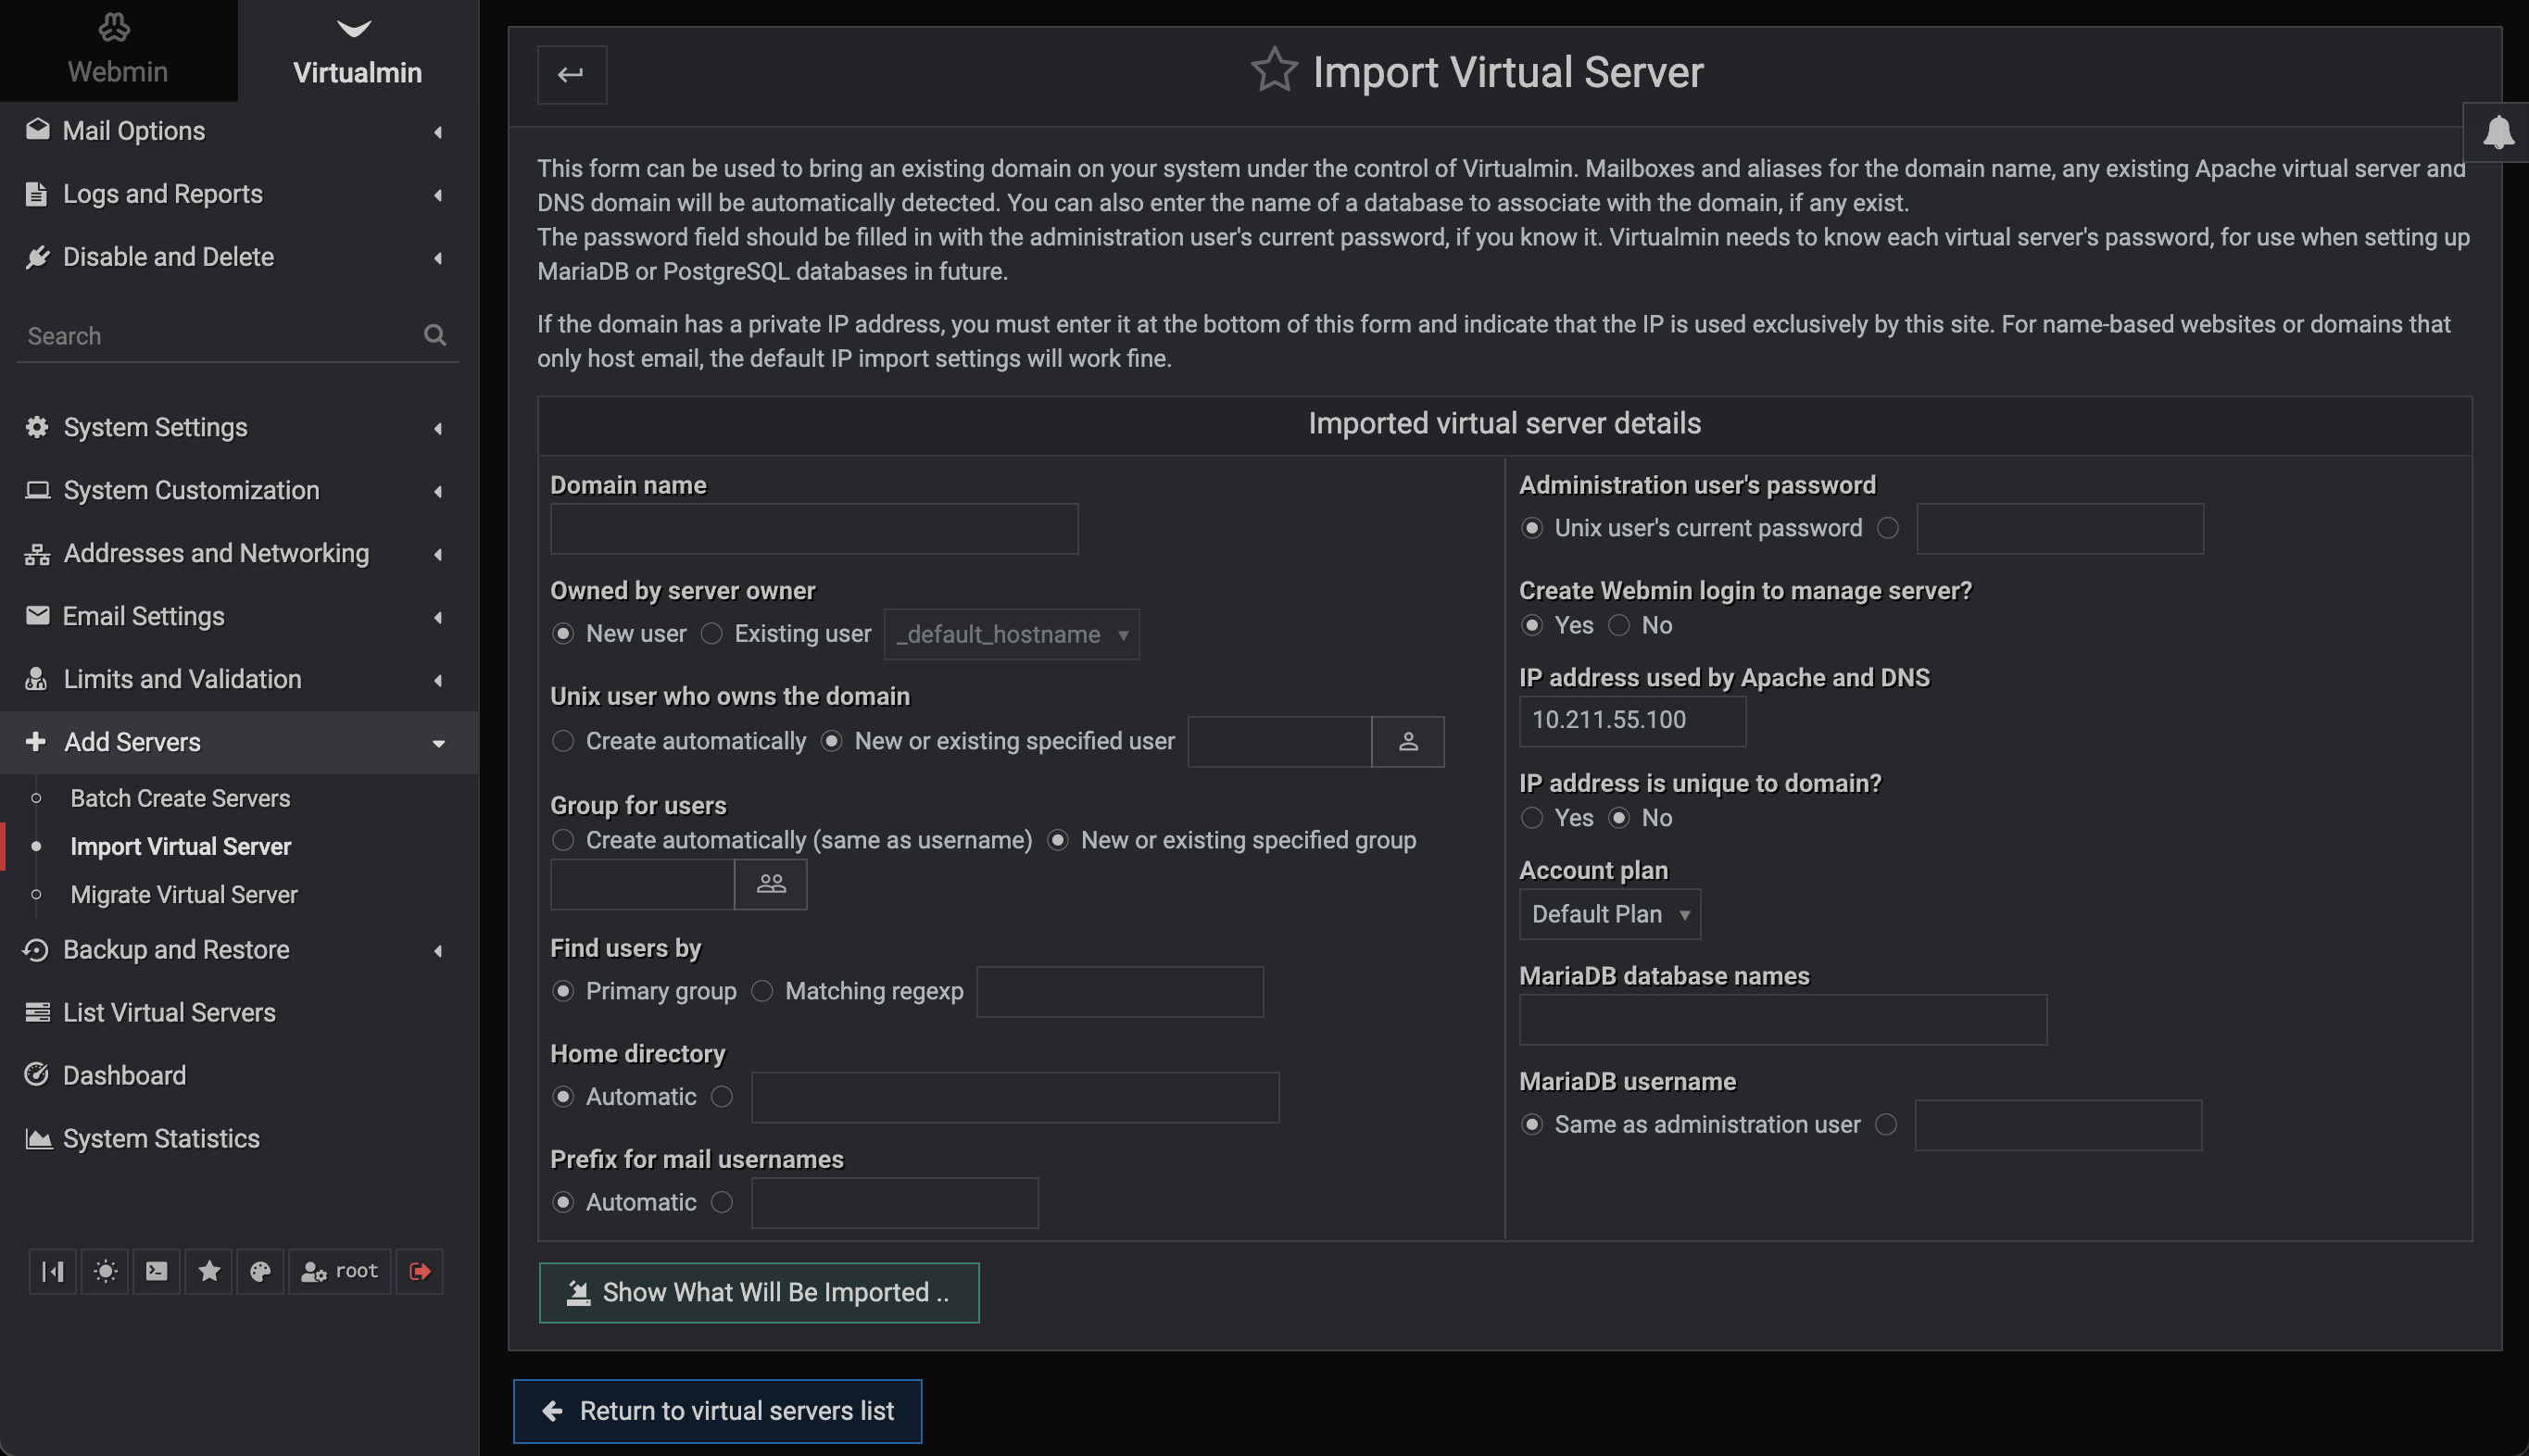 Webmin
Virtualmin
Mail Options
Logs and Reports
Disable and Delete
Search
System Settings
System Customization
Addresses and Networking
Email Settings
Limits and Validation
Add Servers
Batch Create Servers
Import Virtual Server
Migrate Virtual Server
Backup and Restore
List Virtual Servers
Dashboard
System Statistics
root
Import Virtual Server
This form can be used to bring an existing domain on your system under the control of Virtualmin. Mailboxes and aliases for the domain name, any existing Apache virtual server and
DNS domain will be automatically detected. You can also enter the name of a database to associate with the domain, if any exist.
The password field should be filled in with the administration user's current password, if you know it. Virtualmin needs to know each virtual server's password, for use when setting up
MariaDB or PostgreSQL databases in future.
If the domain has a private IP address, you must enter it at the bottom of this form and indicate that the IP is used exclusively by this site. For name-based websites or domains that
only host email, the default IP import settings will work fine.
Imported virtual server details
Domain name
Owned by server owner
New user Existing user _default_hostname
Unix user who owns the domain
Create automatically New or existing specified user
Group for users
Create automatically (same as username) New or existing specified group
Find users by
Primary group Matching regexp
Home directory
Automatic
Prefix for mail usernames
Automatic
Administration user's password
Unix user's current password
Create Webmin login to manage server?
Yes No
IP address used by Apache and DNS
10.211.55.100
IP address is unique to domain?
Yes No
Account plan
Default Plan
MariaDB database names
MariaDB username
Same as administration user
Show What Will Be Imported ..
Return to virtual servers list